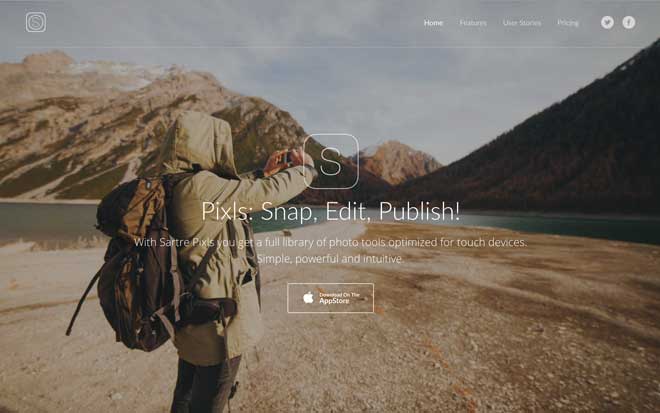 S
Home Features User Stories Pricing
S
Pixls: Snap, Edit, Publish!
With Sartre Pixls you get a full library of photo tools optimized for touch devices.
Simple, powerful and intuitive.
Download On The
AppStore